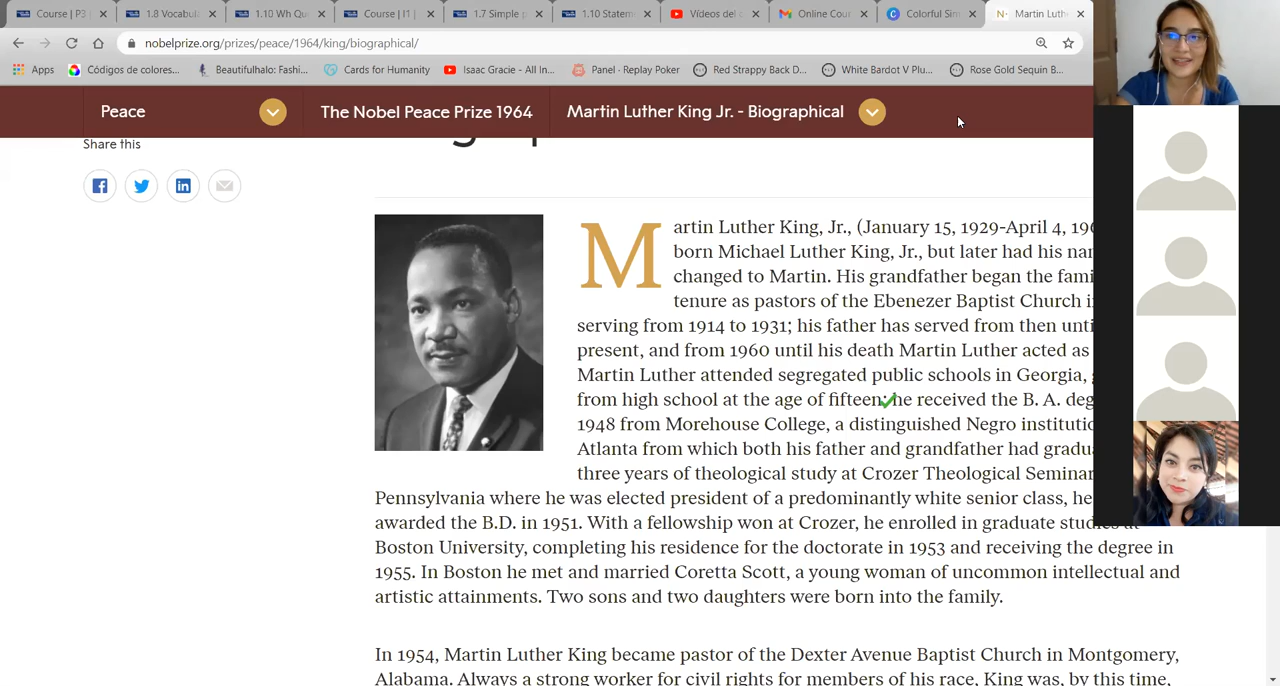 Course | P3
1.8 Vocabul
1.10 Wh Qu
Course | I1 |
1.7 Simple p
1.10 Statem
Vídeos del c
Online Cou
Colorful Sim
Martin Luth
nobelprize.org/prizes/peace/1964/king/biographical/
Apps
Códigos de colores...
Beautifulhalo: Fashi...
Cards for Humanity
Isaac Gracie - All In...
Panel · Replay Poker
Red Strappy Back D...
White Bardot V Plu...
Rose Gold Sequin B...
Peace
The Nobel Peace Prize 1964
Martin Luther King Jr. - Biographical
Share this
Martin Luther King, Jr., (January 15, 1929-April 4, 19
born Michael Luther King, Jr., but later had his
changed to Martin. His grandfather began the
tenure as pastors of the Ebenezer Baptist Church
serving from 1914 to 1931; his father has served from then
present, and from 1960 until his death Martin Luther acted as
Martin Luther attended segregated public schools in Georgia,
from high school at the age of fifteen; he received the B. A.
1948 from Morehouse College, a distinguished Negro
Atlanta from which both his father and grandfather had
three years of theological study at Crozer Theological
Pennsylvania where he was elected president of a predominantly white senior class, he
awarded the B.D. in 1951. With a fellowship won at Crozer, he enrolled in graduate studies at
Boston University, completing his residence for the doctorate in 1953 and receiving the degree in
1955. In Boston he met and married Coretta Scott, a young woman of uncommon intellectual and
artistic attainments. Two sons and two daughters were born into the family.
In 1954, Martin Luther King became pastor of the Dexter Avenue Baptist Church in Montgomery,
Alabama. Always a strong worker for civil rights for members of his race, King was, by this time,